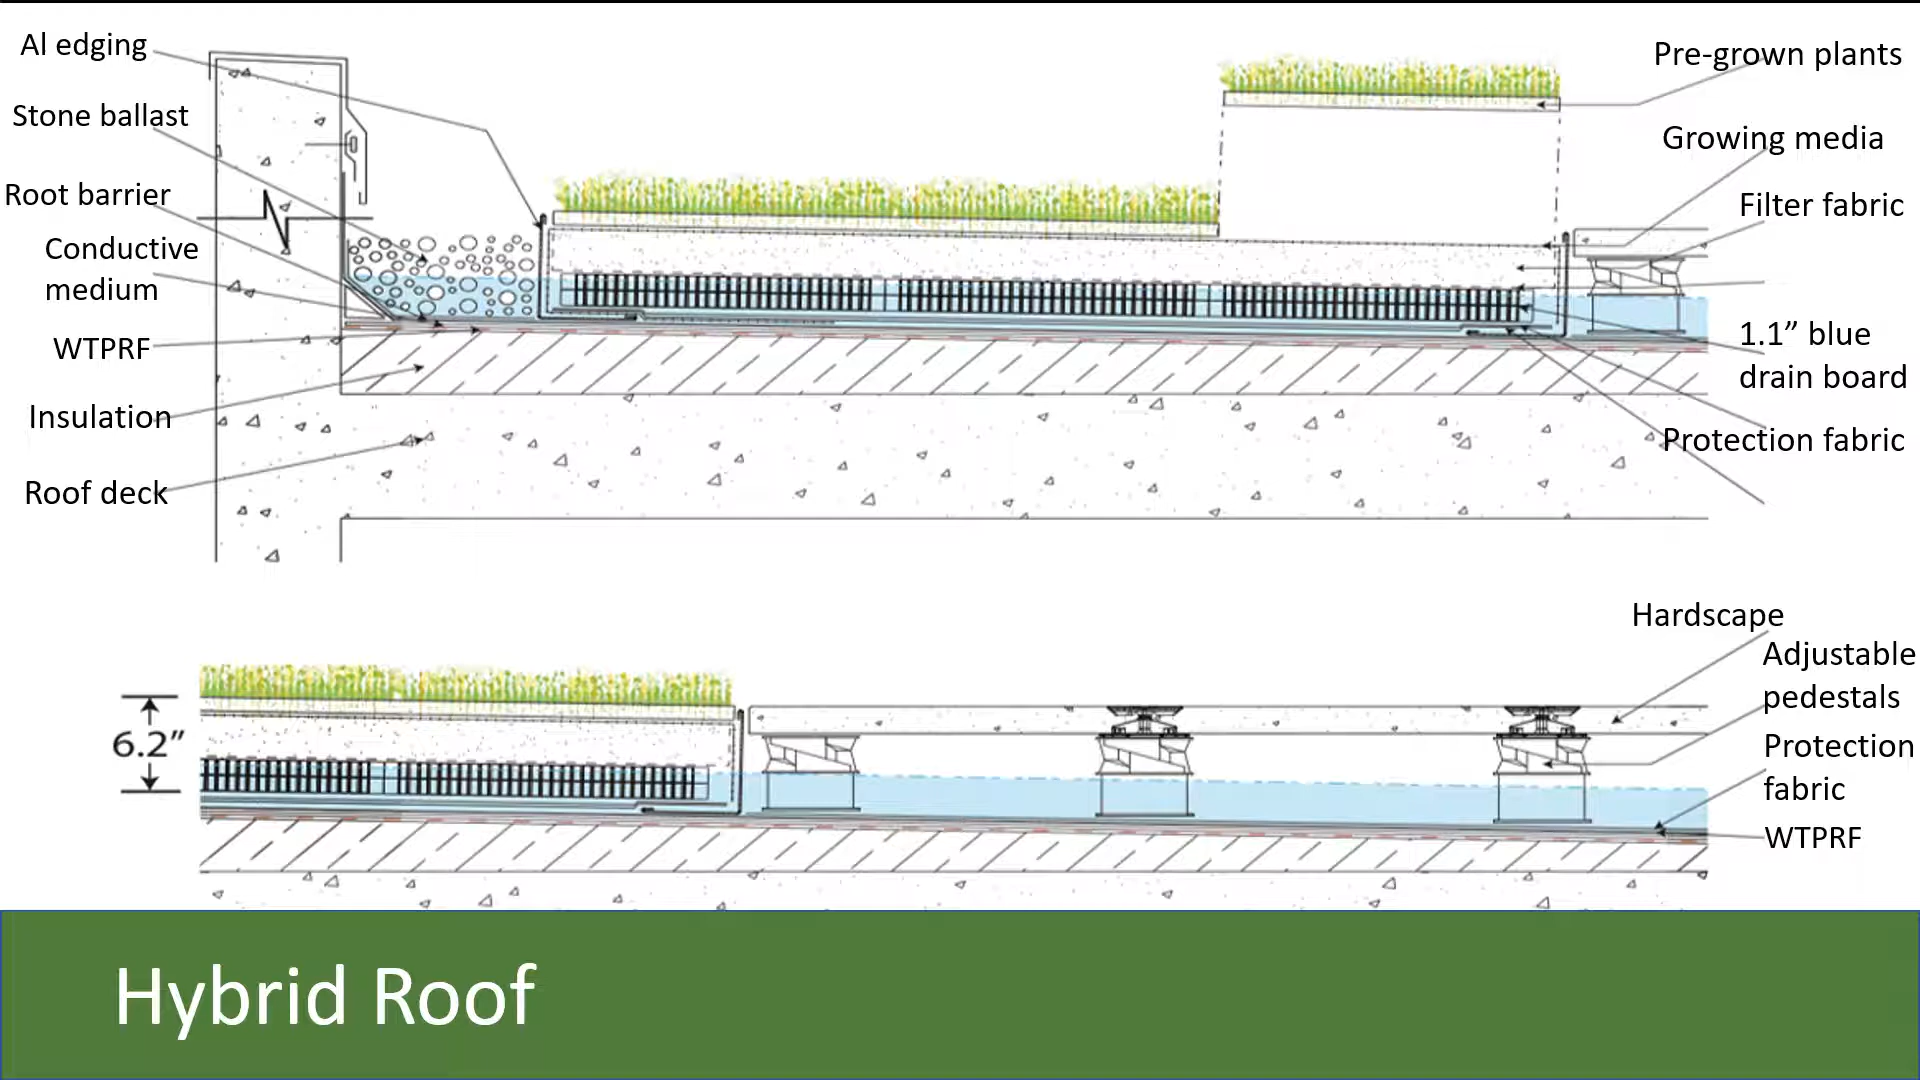 Al edging
Stone ballast
Root barrier
Conductive
medium
WTPRF
Insulation
Roof deck
Pre-grown plants
Growing media
Filter fabric
1.1” blue
drain board
Protection fabric
6.2”
Hardscape
Adjustable
pedestals
Protection
fabric
WTPRF
Hybrid Roof